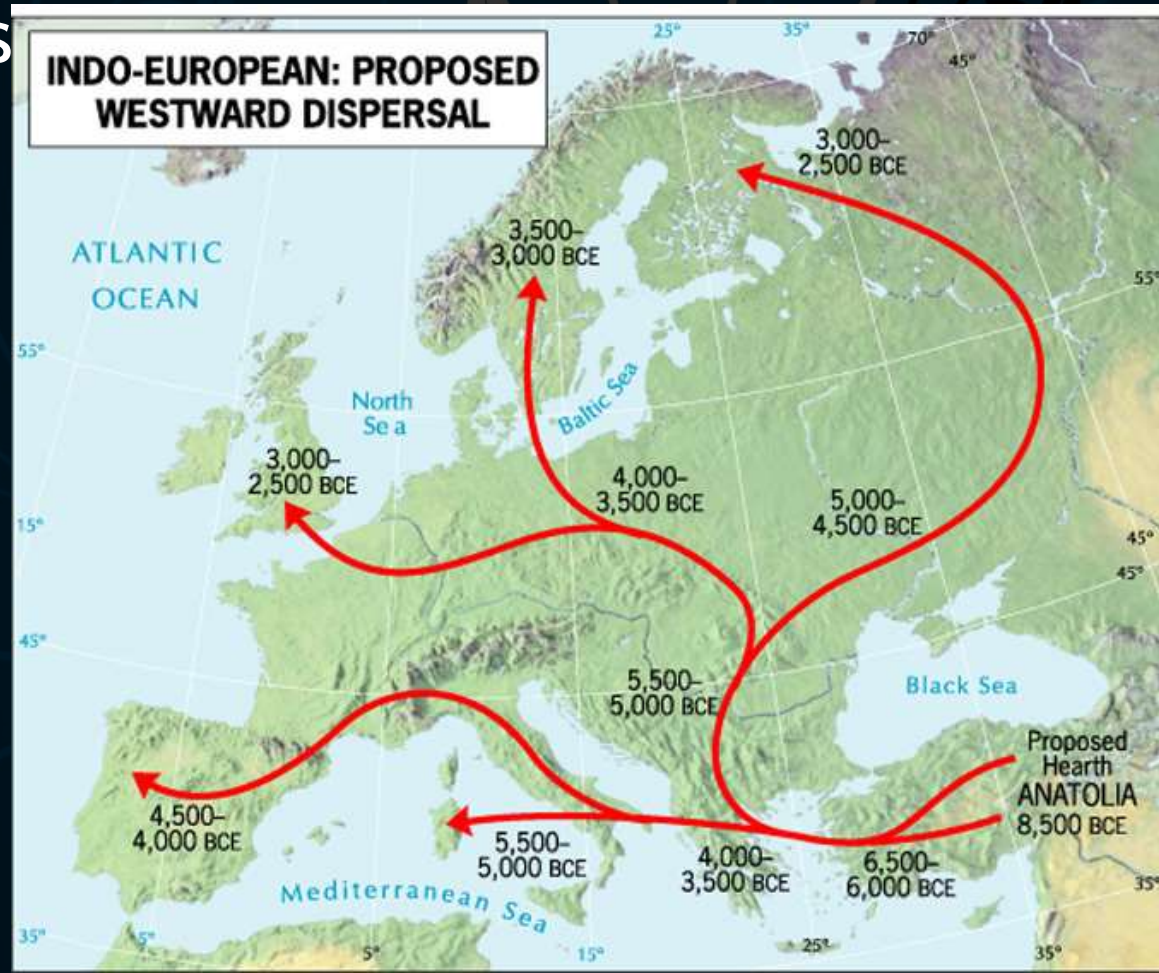 S
INDO-EUROPEAN: PROPOSED
WESTWARD DISPERSAL
25°
35°
70°
45°
3,000–
2,500 BCE
3,500–
3,000 BCE
ATLANTIC
OCEAN
55°
55°
North
Sea
Baltic Sea
3,000–
2,500 BCE
4,000–
3,500 BCE
5,000–
4,500 BCE
15°
45°
45°
45°
5,500–
5,000 BCE
Black Sea
Proposed
Hearth
ANATOLIA
8,500 BCE
4,500–
4,000 BCE
5,500–
5,000 BCE
4,000–
3,500 BCE
6,500–
6,000 BCE
Mediterranean Sea
35°
35°
5°
5°
15°
25°
35°